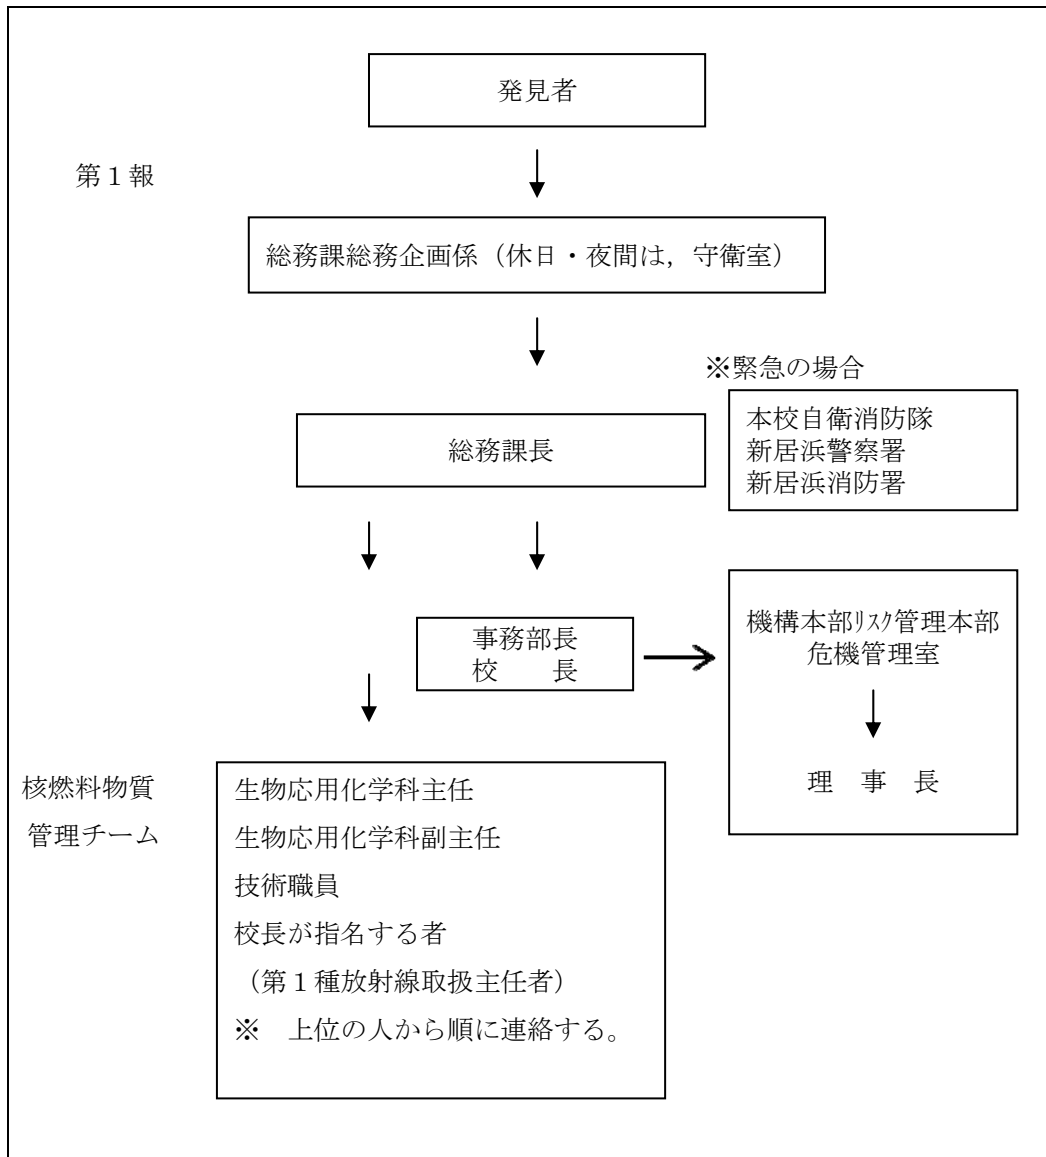 発見者
第１報
総務課総務企画係（休日・夜間は，守衛室）
※緊急の場合
総務課長
本校自衛消防隊
新居浜警察署
新居浜消防署
事務部長
校　　長
機構本部ﾘｽｸ管理本部
危機管理室
理　事　長
核燃料物質
管理チーム
生物応用化学科主任
生物応用化学科副主任
技術職員
校長が指名する者
（第１種放射線取扱主任者）
※　上位の人から順に連絡する。